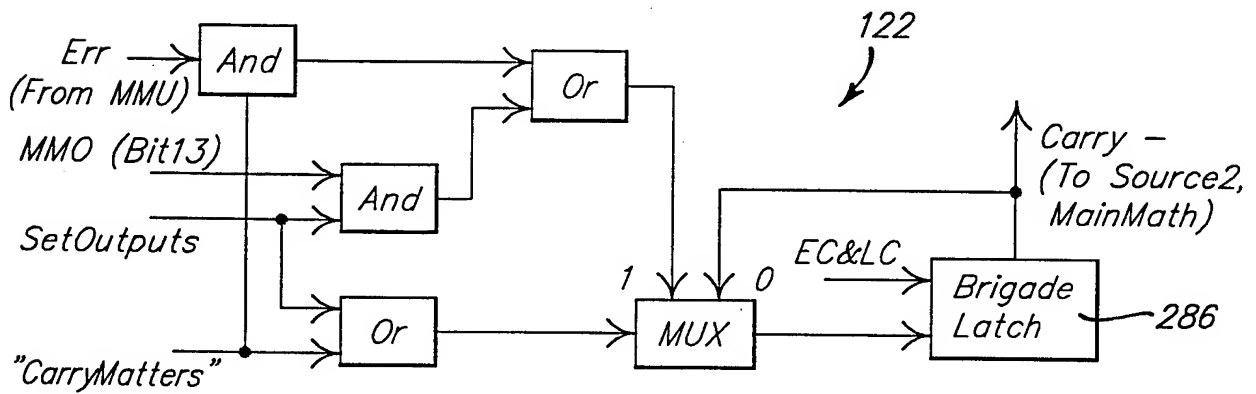 122
Err
(From MMU)
And
Or
MMO (Bit13)
And
SetOutputs
Carry –
(To Source2,
MainMath)
1
0
EC&LC
Brigade
Latch
286
Or
MUX
"CarryMatters"